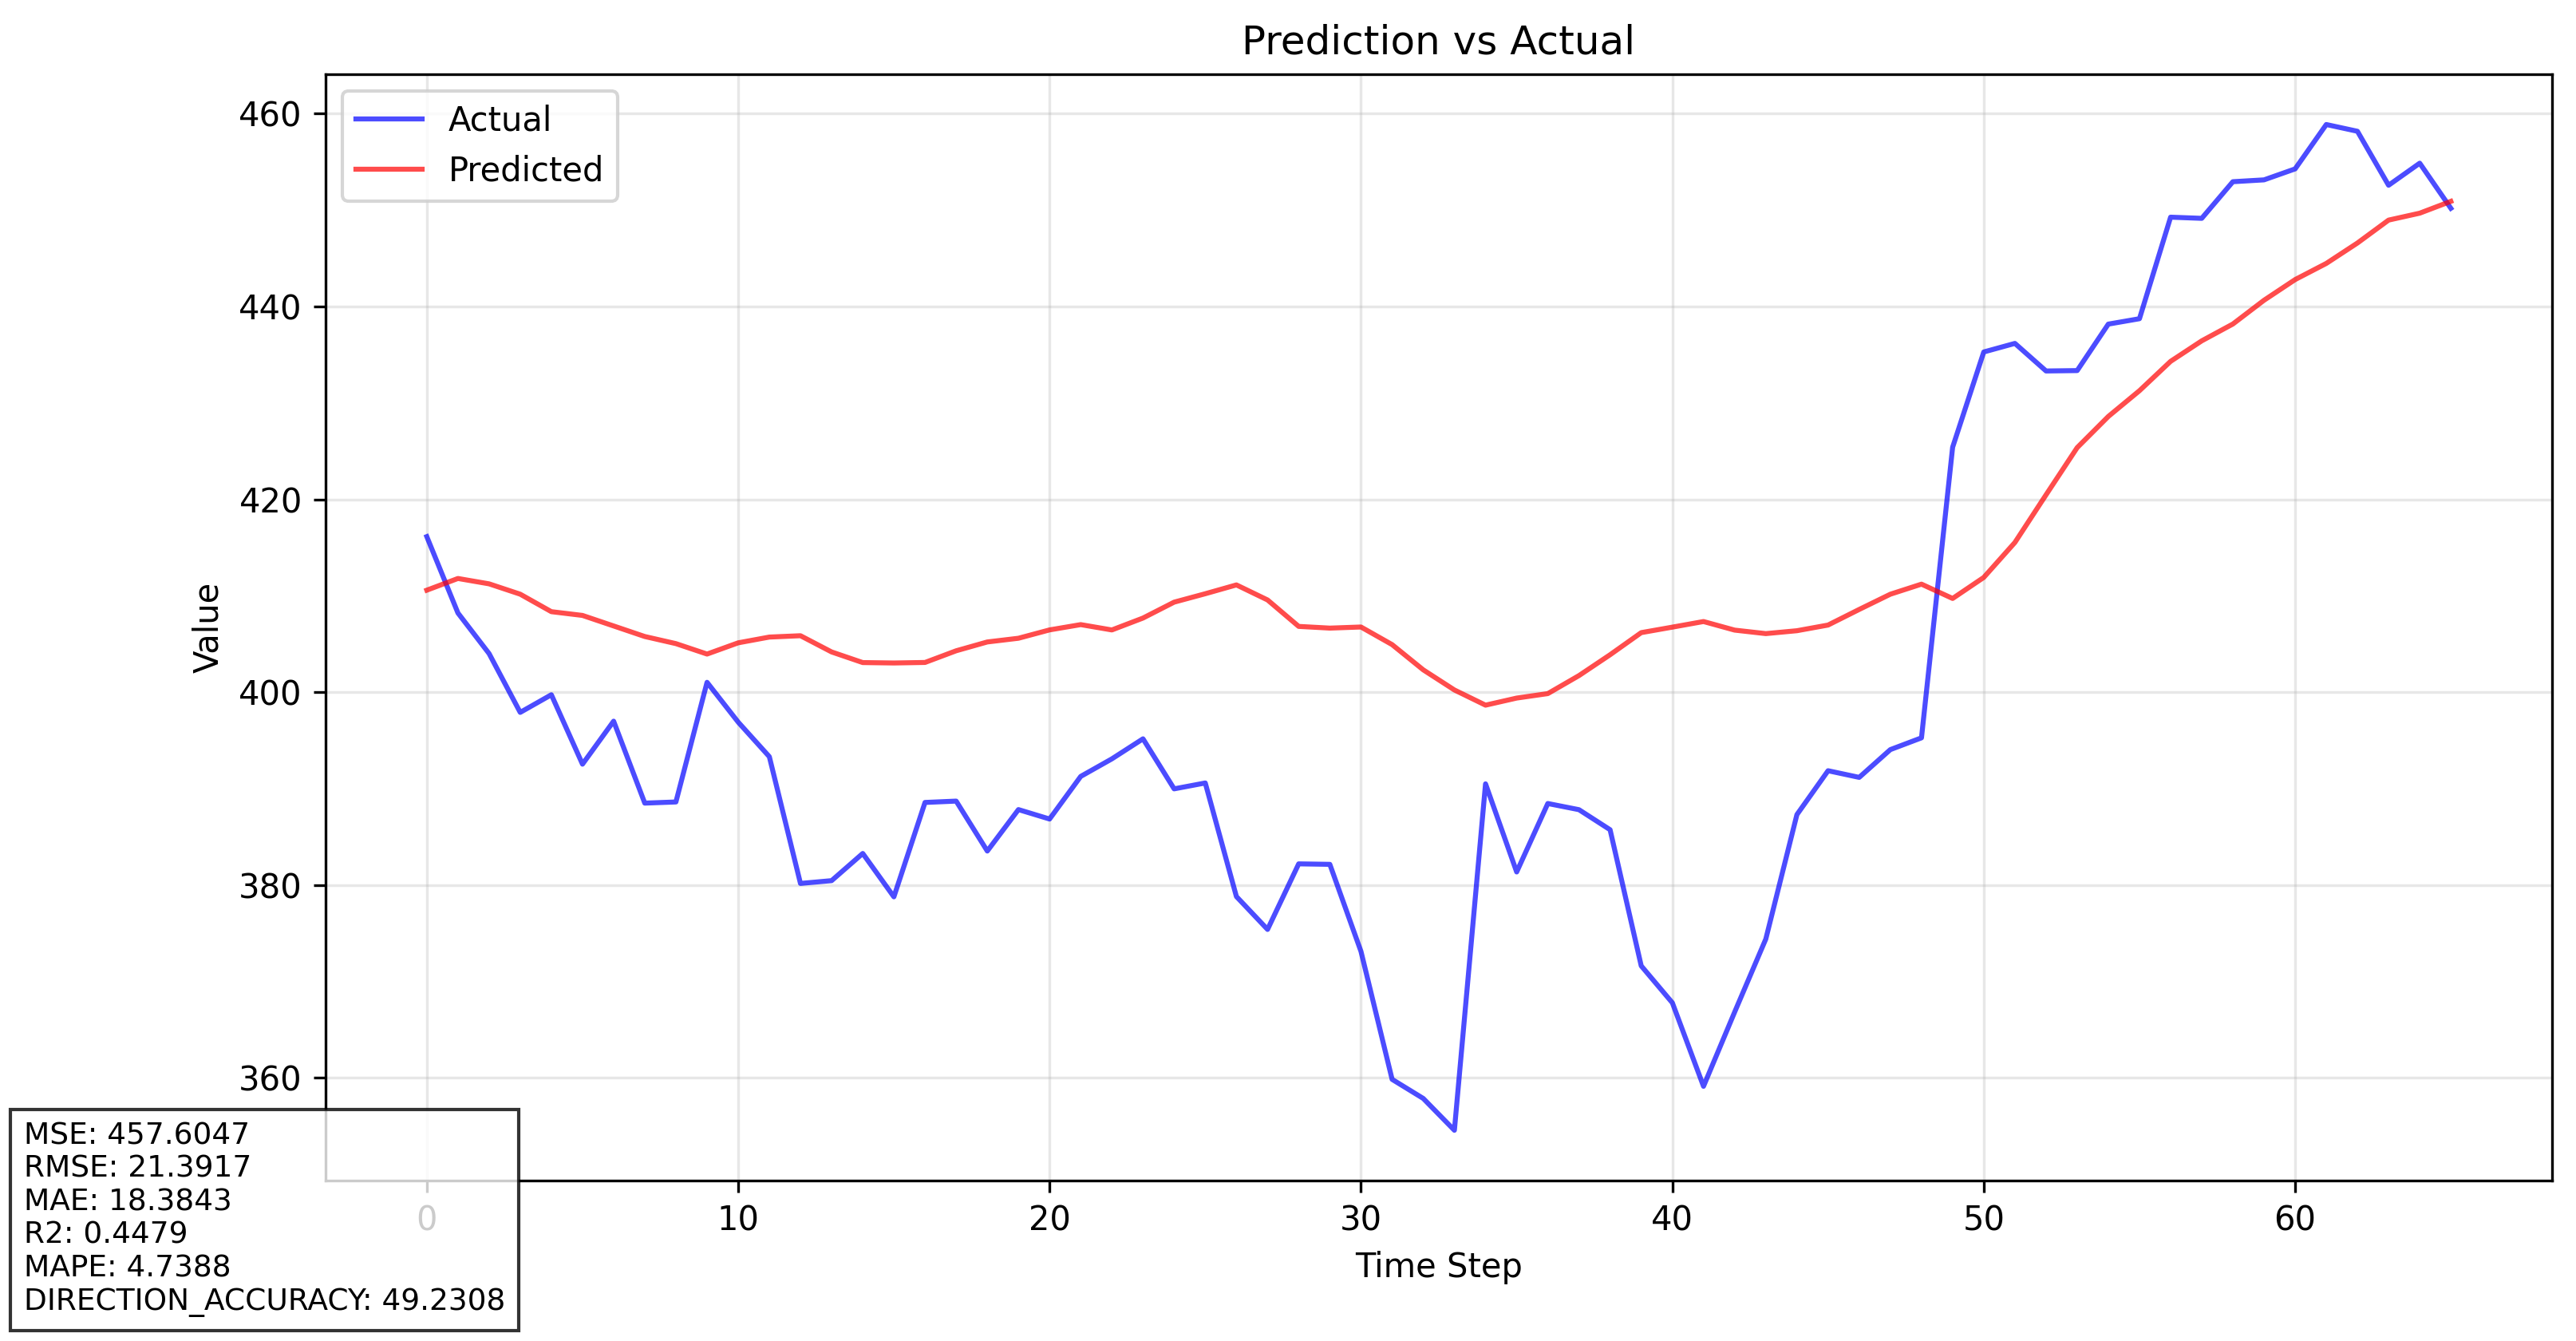 Prediction vs Actual
Actual
Predicted
460
440
420
400
380
360
Value
0
10
20
30
40
50
60
Time Step
MSE: 457.6047
RMSE: 21.3917
MAE: 18.3843
R2: 0.4479
MAPE: 4.7388
DIRECTION_ACCURACY: 49.2308